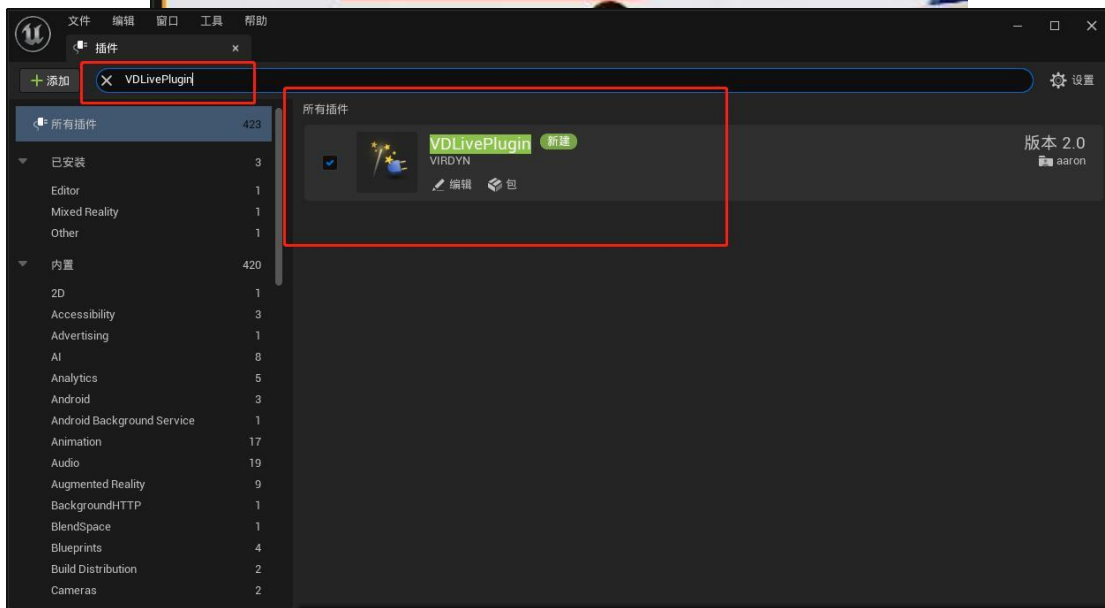 文件 编辑 窗口 工具 帮助
插件
添加
VDLivePlugin
设置
所有插件 423
已安装 3
Editor 1
Mixed Reality 1
Other 1
内置 420
2D 1
Accessibility 3
Advertising 1
AI 8
Analytics 5
Android 3
Android Background Service 1
Animation 17
Audio 19
Augmented Reality 9
BackgroundHTTP 1
BlendSpace 1
Blueprints 4
Build Distribution 2
Cameras 2
所有插件
VDLivePlugin 新建
版本 2.0
VIRDYN
aaron
编辑 包